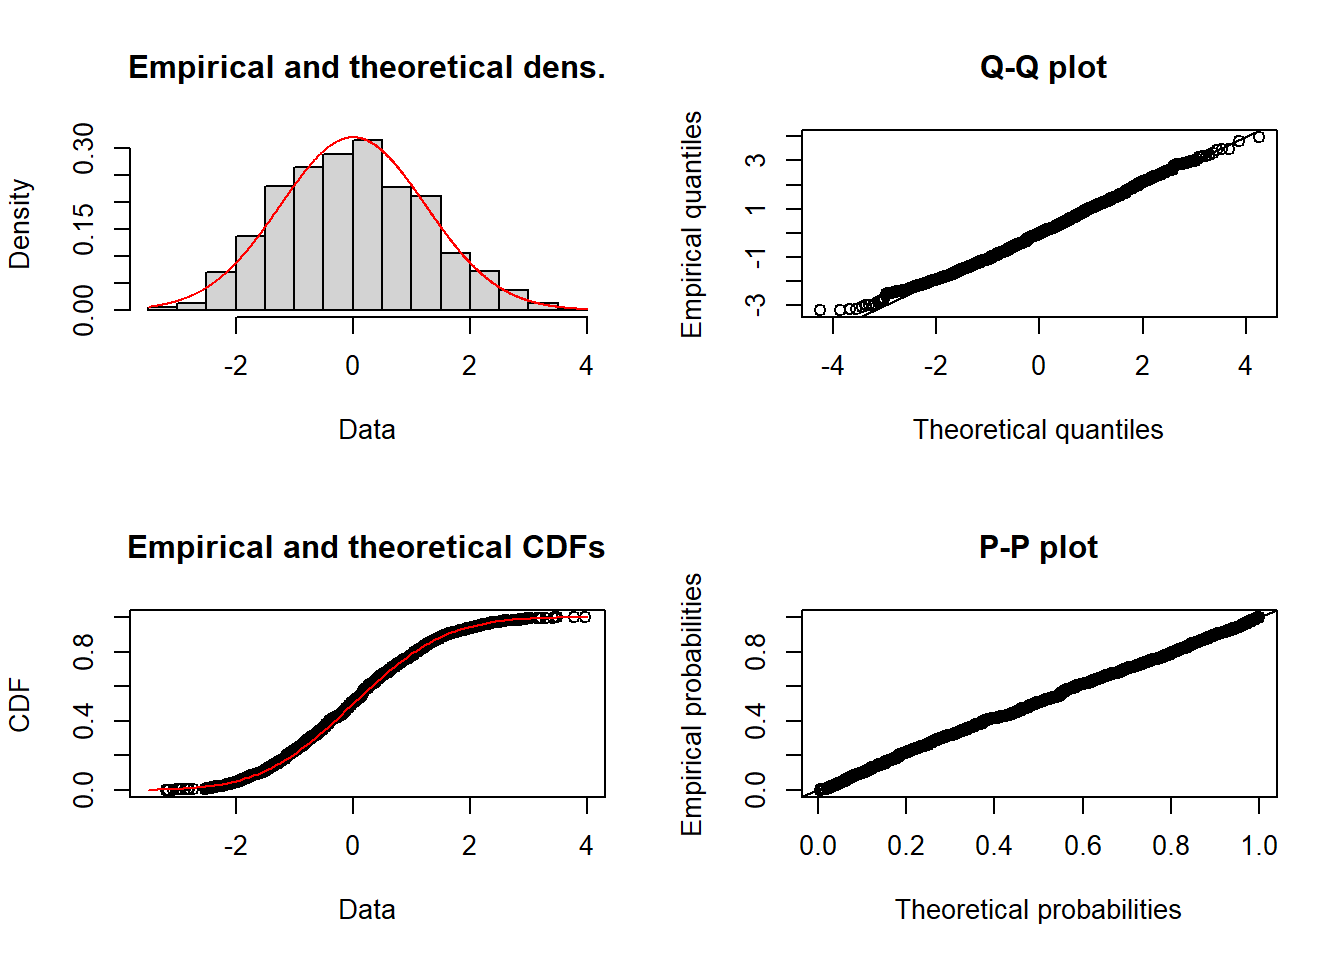 Empirical and theoretical dens.
Density
0.00 0.15 0.30
-2 0 2 4
Data
Q-Q plot
Empirical quantiles
-3 -1 1 3
-4 -2 0 2 4
Theoretical quantiles
Empirical and theoretical CDFs
CDF
0.0 0.4 0.8
-2 0 2 4
Data
P-P plot
Empirical probabilities
0.0 0.4 0.8
0.0 0.2 0.4 0.6 0.8 1.0
Theoretical probabilities